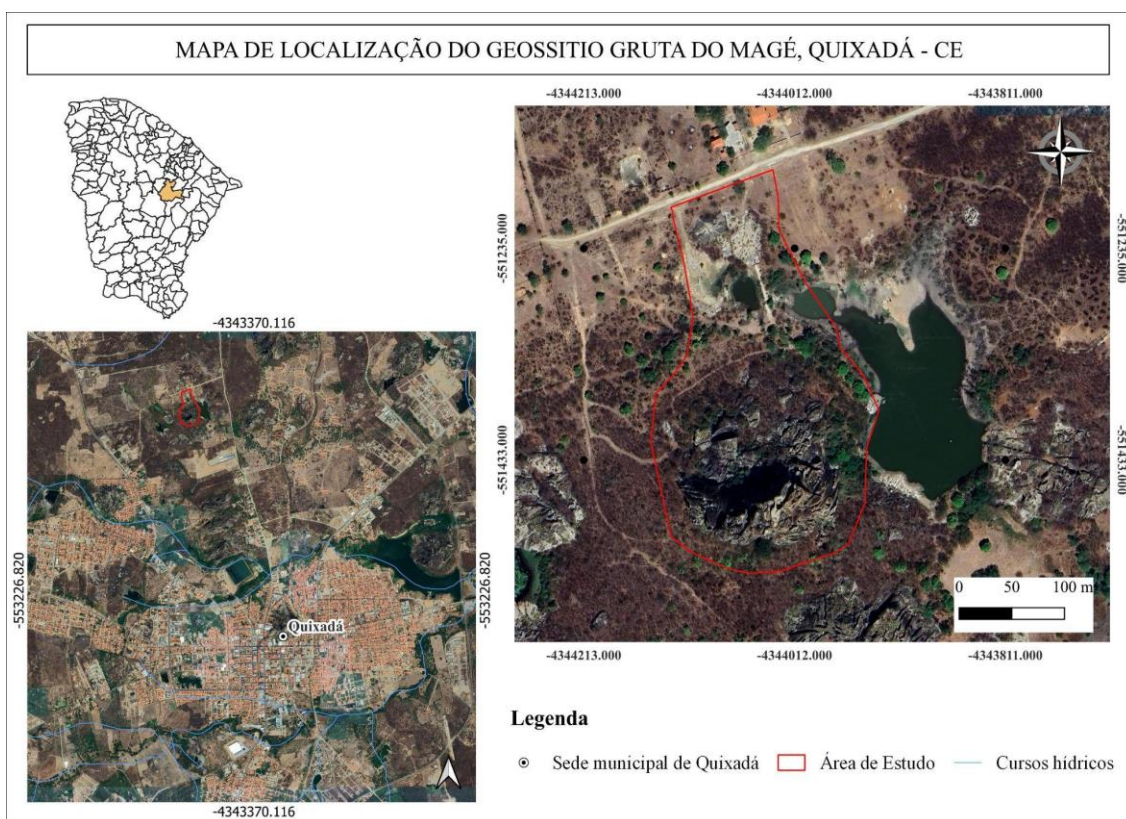 MAPA DE LOCALIZAÇÃO DO GEOSSITIO GRUTA DO MAGÉ, QUIXADÁ - CE
-4344213.000 -4344012.000 -4343811.000
-551235.000 -551235.000
-551433.000 -551433.000
0 50 100 m
-4344213.000 -4344012.000 -4343811.000
-4343370.116
-553226.820 -553226.820
Quixadá
-4343370.116
Legenda
Sede municipal de Quixadá Área de Estudo Cursos hídricos